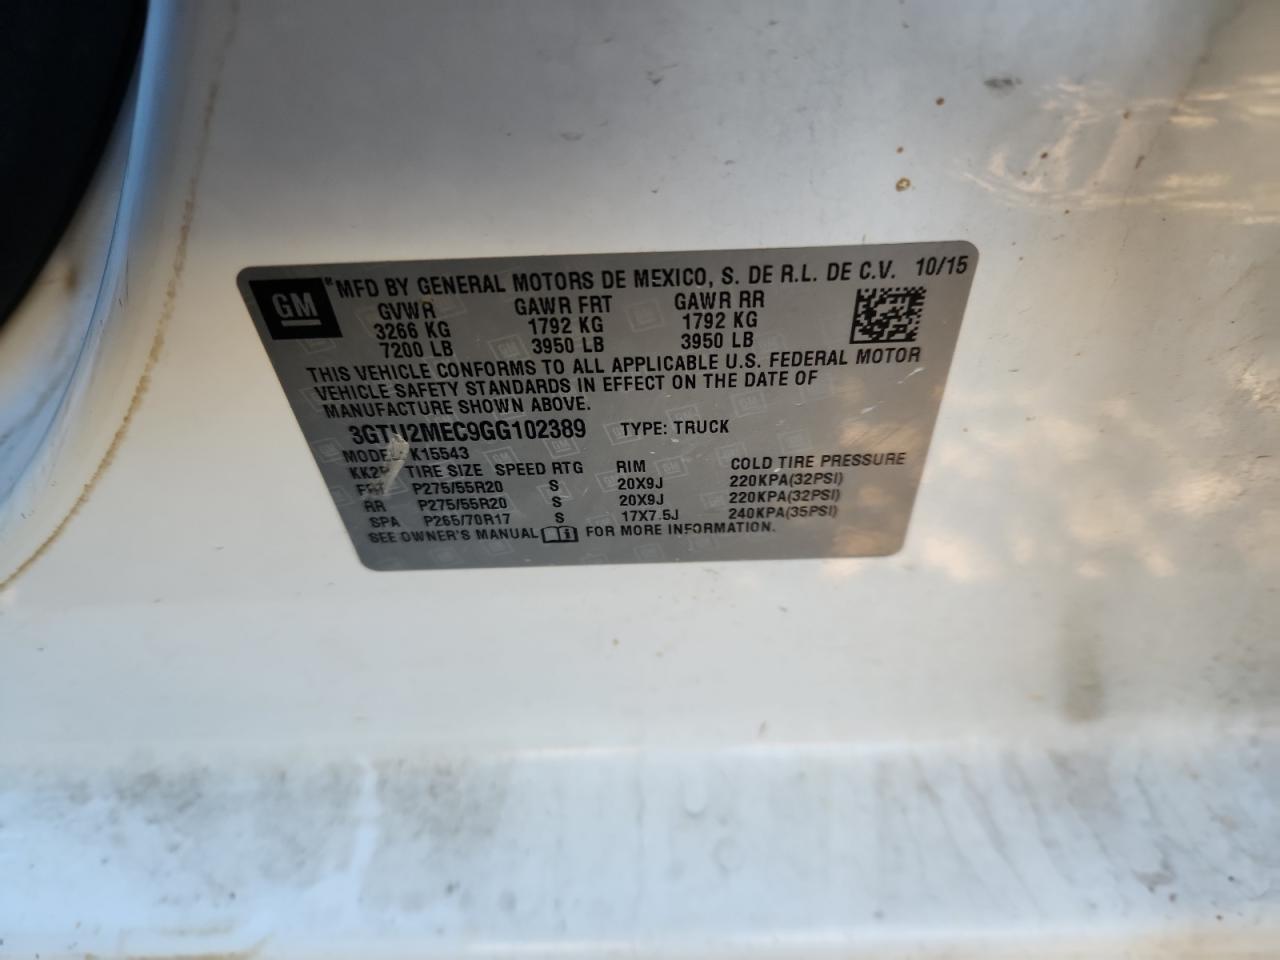 GM
MFD BY GENERAL MOTORS DE MEXICO, S. DE R.L. DE C.V. 10/15
GVWR GAWR FRT GAWR RR
3266 KG 1792 KG 1792 KG
7200 LB 3950 LB 3950 LB
THIS VEHICLE CONFORMS TO ALL APPLICABLE U.S. FEDERAL MOTOR
VEHICLE SAFETY STANDARDS IN EFFECT ON THE DATE OF
MANUFACTURE SHOWN ABOVE.
3GTU2MEC9GG102389 TYPE: TRUCK
MODEL: K15543
TIRE SIZE SPEED RTG RIM COLD TIRE PRESSURE
FRT P275/55R20 S 20X9J 220KPA(32PSI)
RR P275/55R20 S 20X9J 220KPA(32PSI)
SPA P265/70R17 S 17X7.5J 240KPA(35PSI)
SEE OWNER'S MANUAL FOR MORE INFORMATION.